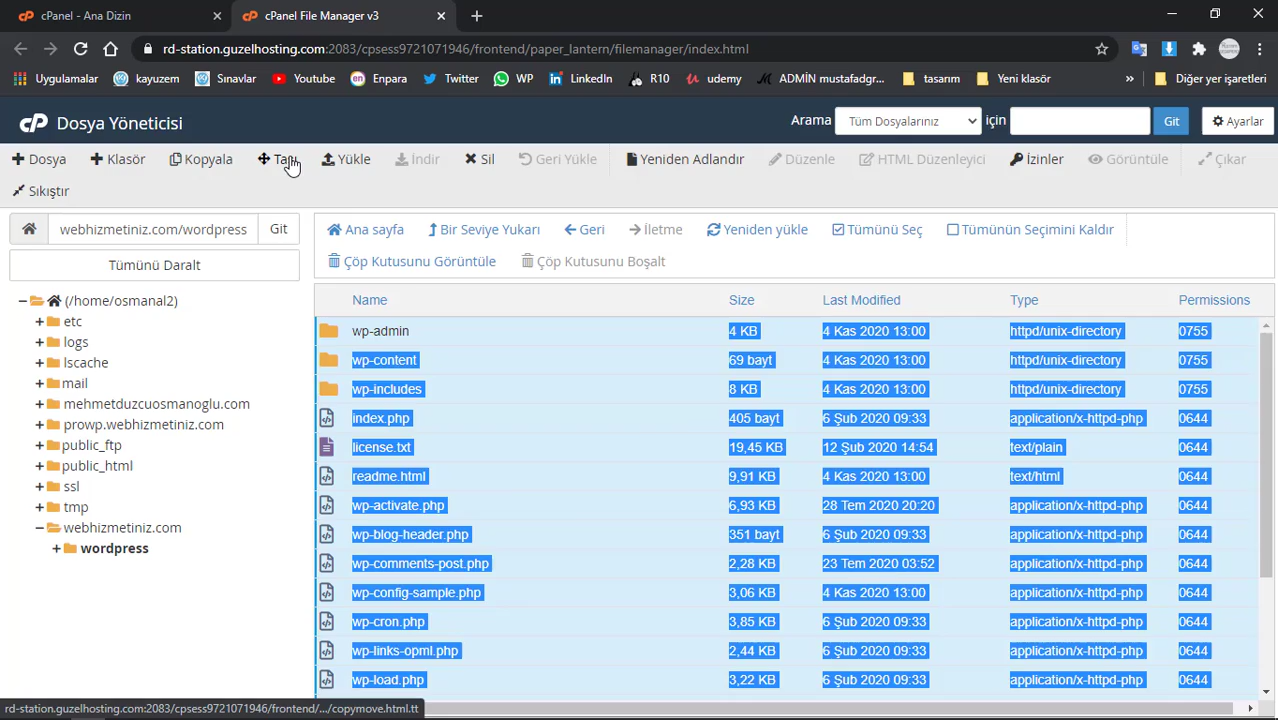 cPanel - Ana Dizin
cPanel File Manager v3
rd-station.guzelhosting.com:2083/cpsess9721071946/frontend/paper_lantern/filemanager/index.html
Uygulamalar kayuzem Sınavlar YouTube Enpara Twitter WP LinkedIn R10 udemy ADMİN mustafadgr... tasarım Yeni klasör » Diğer yer işaretleri
cP Dosya Yöneticisi
Arama Tüm Dosyalarınız için Git Ayarlar
Dosya Klasör Kopyala Yükle İndir Sil Geri Yükle Yeniden Adlandır Düzenle HTML Düzenleyici İzinler Görüntüle Çıkar
Sıkıştır
webhizmetiniz.com/wordpress Git
Ana sayfa Bir Seviye Yukarı Geri İletme Yeniden yükle Tümünü Seç Tümünün Seçimini Kaldır
Tümünü Daralt
Çöp Kutusunu Görüntüle Çöp Kutusunu Boşalt
(/home/osmanal2)
etc
logs
lscache
mail
mehmetduzcuosmanoglu.com
prowp.webhizmetiniz.com
public_ftp
public_html
ssl
tmp
webhizmetiniz.com
wordpress
Name Size Last Modified Type Permissions
wp-admin 4 KB 4 Kas 2020 13:00 httpd/unix-directory 0755
wp-content 69 bayt 4 Kas 2020 13:00 httpd/unix-directory 0755
wp-includes 8 KB 4 Kas 2020 13:00 httpd/unix-directory 0755
index.php 405 bayt 6 Şub 2020 09:33 application/x-httpd-php 0644
license.txt 19,45 KB 12 Şub 2020 14:54 text/plain 0644
readme.html 9,91 KB 4 Kas 2020 13:00 text/html 0644
wp-activate.php 6,93 KB 28 Tem 2020 20:20 application/x-httpd-php 0644
wp-blog-header.php 351 bayt 6 Şub 2020 09:33 application/x-httpd-php 0644
wp-comments-post.php 2,28 KB 23 Tem 2020 03:52 application/x-httpd-php 0644
wp-config-sample.php 3,06 KB 4 Kas 2020 13:00 application/x-httpd-php 0644
wp-cron.php 3,85 KB 6 Şub 2020 09:33 application/x-httpd-php 0644
wp-links-opml.php 2,44 KB 6 Şub 2020 09:33 application/x-httpd-php 0644
wp-load.php 3,22 KB 6 Şub 2020 09:33 application/x-httpd-php 0644
rd-station.guzelhosting.com:2083/cpsess9721071946/frontend/.../copymove.html.tt